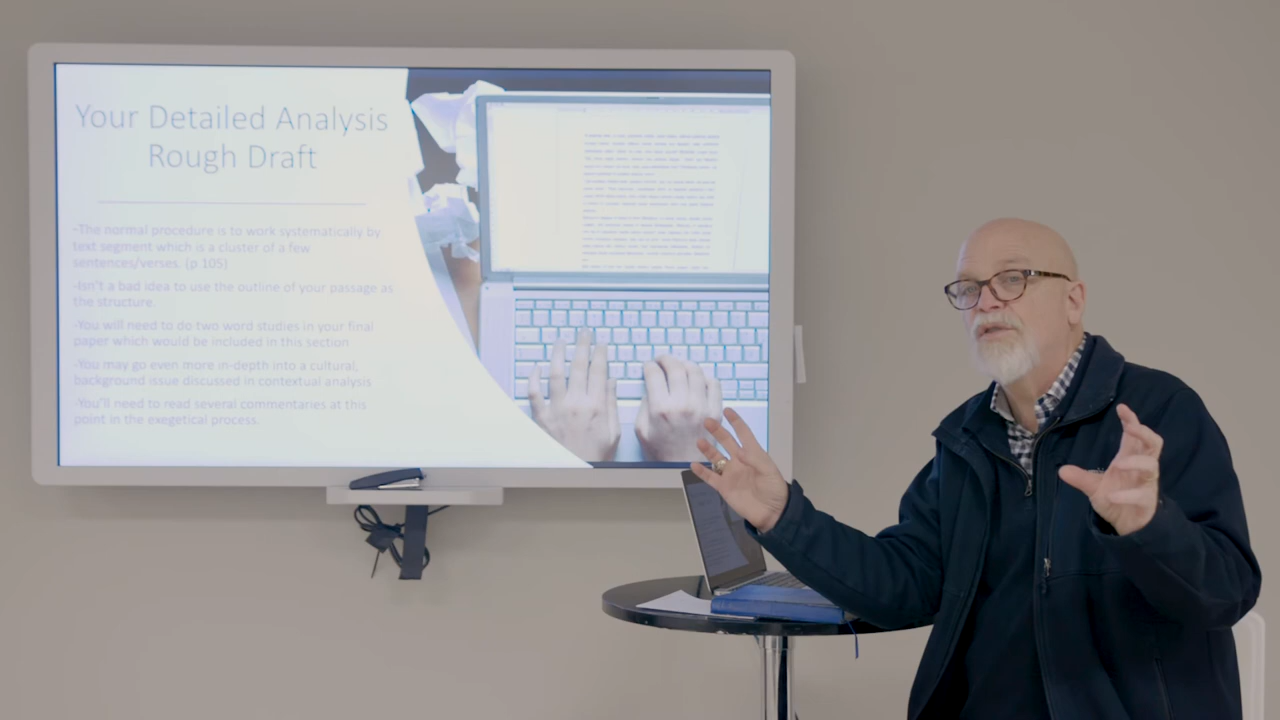 Your Detailed Analysis
Rough Draft
-The normal procedure is to work systematically by
text segment which is a cluster of a few
sentences/verses. (p 105)
-Isn't a bad idea to use the outline of your passage as
the structure.
-You will need to do two word studies in your final
paper which would be included in this section
-You may go even more in-depth into a cultural,
background issue discussed in contextual analysis
-You'll need to read several commentaries at this
point in the exegetical process.